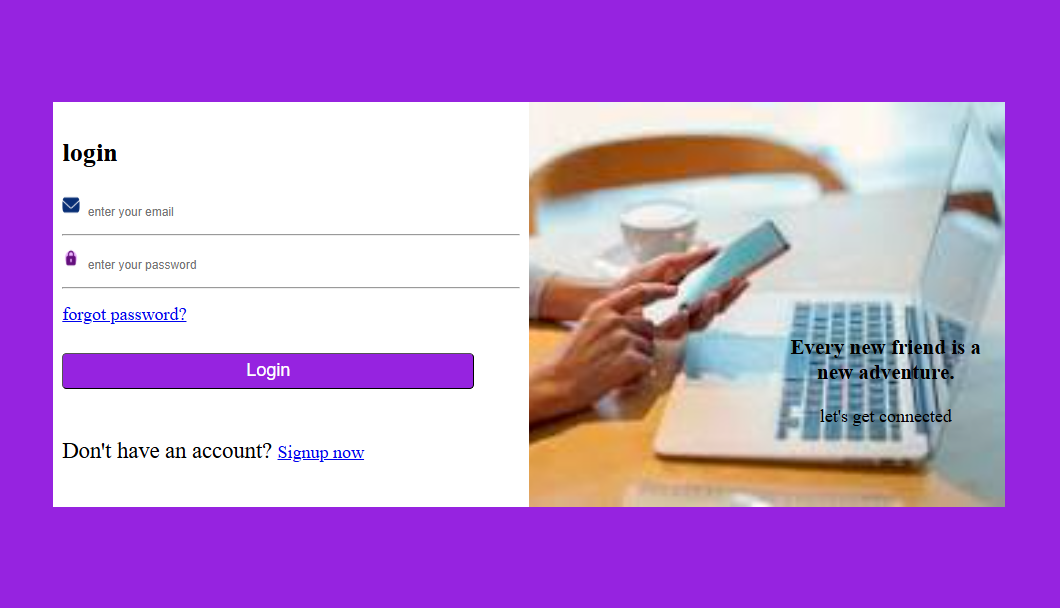 login
enter your email
enter your password
forgot password?
Login
Don't have an account? Signup now
Every new friend is a
new adventure.
let's get connected